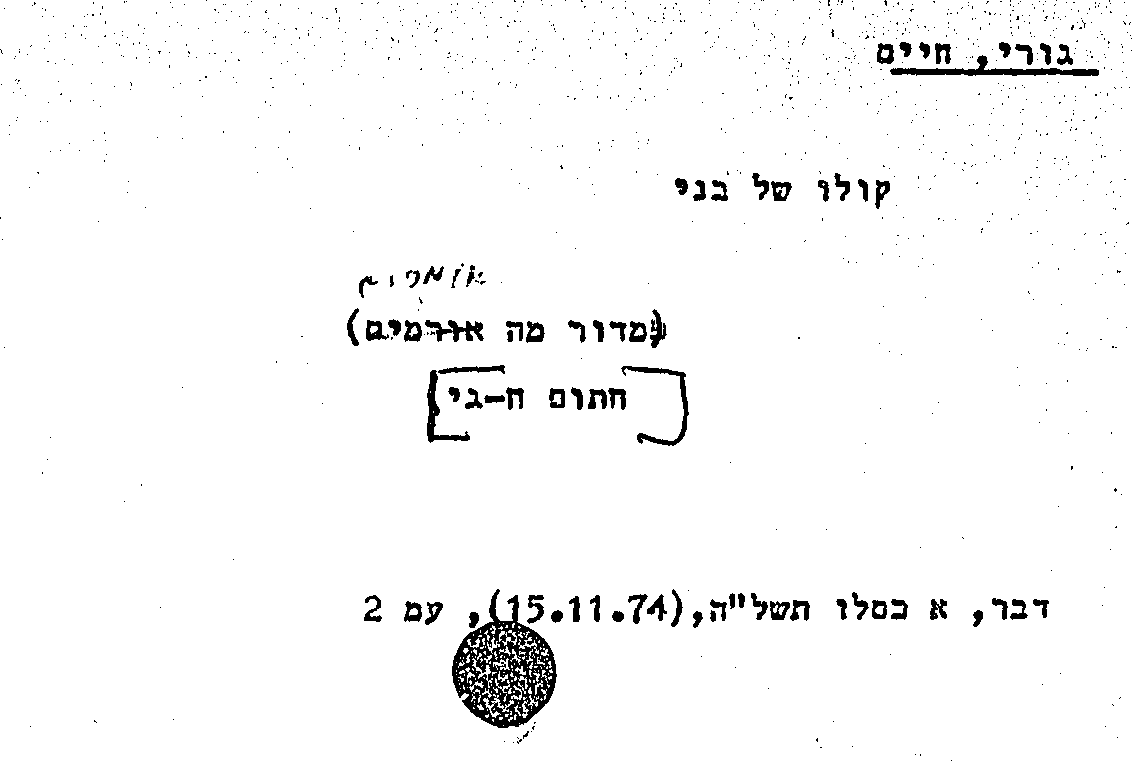 גורי, חיים
קולו של בני
אומרים
(מדור מה אורמים)
[חתום ח-גי]
דבר, א כסלו תשל"ה,(15.11.74), עמ 2